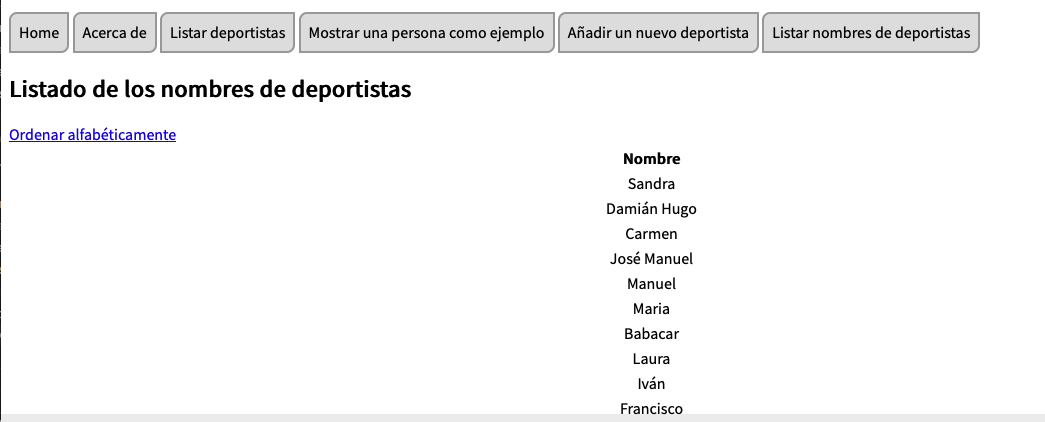 Home Acerca de Listar deportistas Mostrar una persona como ejemplo Añadir un nuevo deportista Listar nombres de deportistas
Listado de los nombres de deportistas
Ordenar alfabéticamente
Nombre
Sandra
Damián Hugo
Carmen
José Manuel
Manuel
Maria
Babacar
Laura
Iván
Francisco